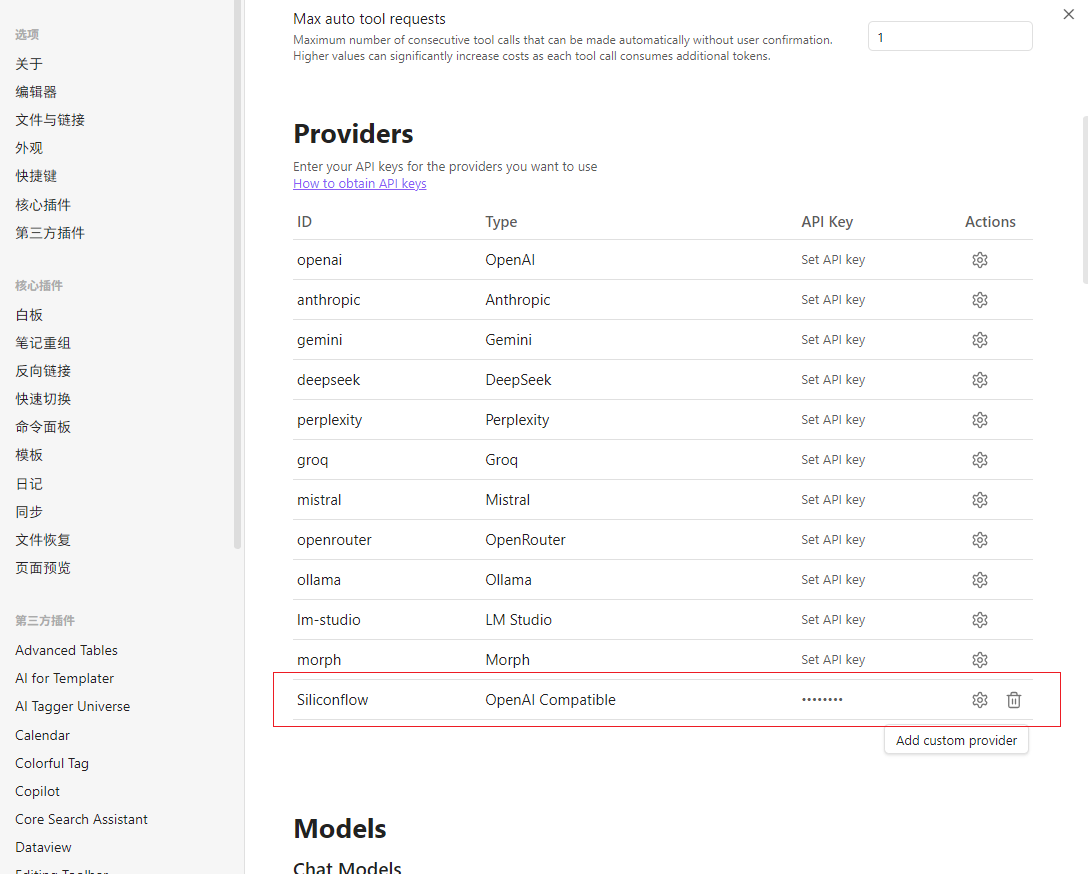 选项
关于
编辑器
文件与链接
外观
快捷键
核心插件
第三方插件
核心插件
白板
笔记重组
反向链接
快速切换
命令面板
模板
日记
同步
文件恢复
页面预览
第三方插件
Advanced Tables
AI for Templater
AI Tagger Universe
Calendar
Colorful Tag
Copilot
Core Search Assistant
Dataview
Editing Toolbar
Max auto tool requests
Maximum number of consecutive tool calls that can be made automatically without user confirmation.
Higher values can significantly increase costs as each tool call consumes additional tokens.
1
Providers
Enter your API keys for the providers you want to use
How to obtain API keys
ID Type API Key Actions
openai OpenAI Set API key
anthropic Anthropic Set API key
gemini Gemini Set API key
deepseek DeepSeek Set API key
perplexity Perplexity Set API key
groq Groq Set API key
mistral Mistral Set API key
openrouter OpenRouter Set API key
ollama Ollama Set API key
lm-studio LM Studio Set API key
morph Morph Set API key
Siliconflow OpenAI Compatible ••••••••
Add custom provider
Models
Chat Models